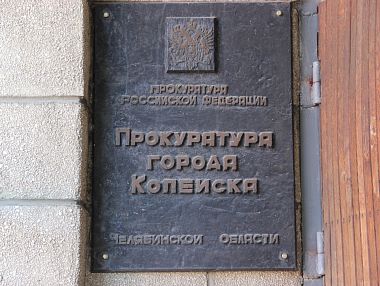 ПРОКУРАТУРА
РОССИЙСКОЙ ФЕДЕРАЦИИ
ПРОКУРАТУРА
ГОРОДА
КОПЕЙСКА
ЧЕЛЯБИНСКОЙ ОБЛАСТИ